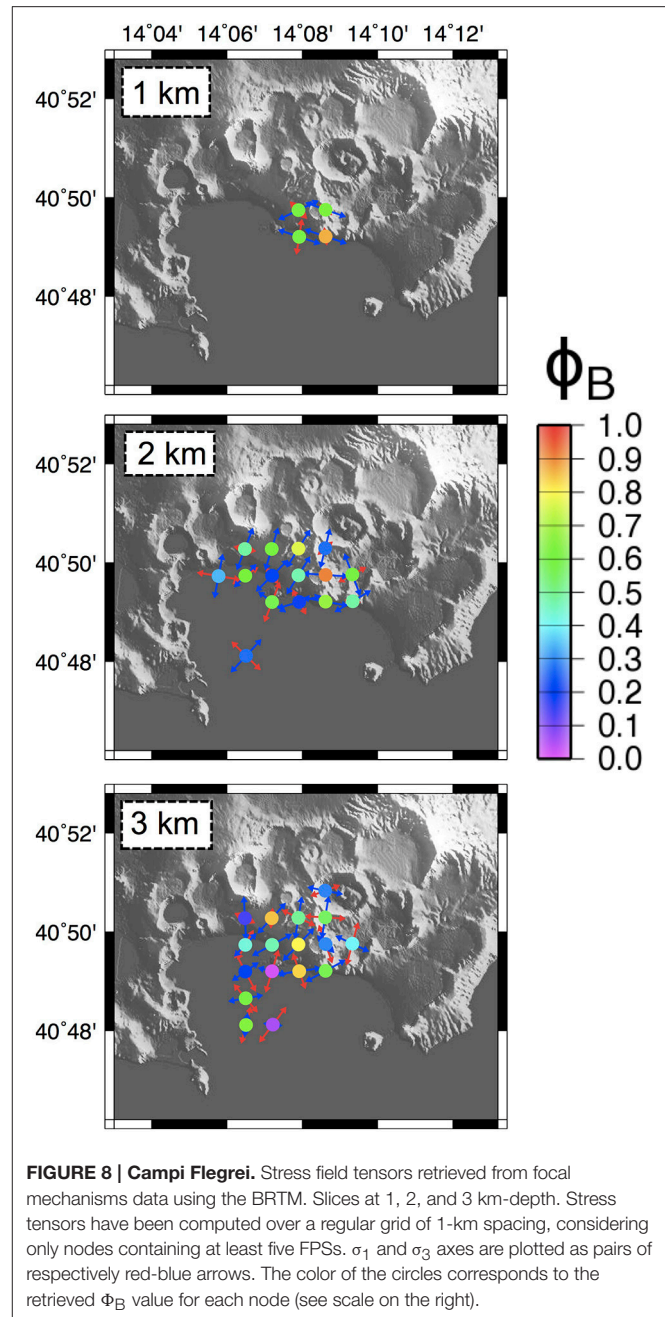 14°04' 14°06' 14°08' 14°10' 14°12'
1 km
40°52'
40°50'
40°48'
2 km
40°52'
40°50'
40°48'
3 km
40°52'
40°50'
40°48'
ΦB
1.0
0.9
0.8
0.7
0.6
0.5
0.4
0.3
0.2
0.1
0.0
FIGURE 8 | Campi Flegrei. Stress field tensors retrieved from focal
mechanisms data using the BRTM. Slices at 1, 2, and 3 km-depth. Stress
tensors have been computed over a regular grid of 1-km spacing, considering
only nodes containing at least five FPSs. σ1 and σ3 axes are plotted as pairs of
respectively red-blue arrows. The color of the circles corresponds to the
retrieved ΦB value for each node (see scale on the right).